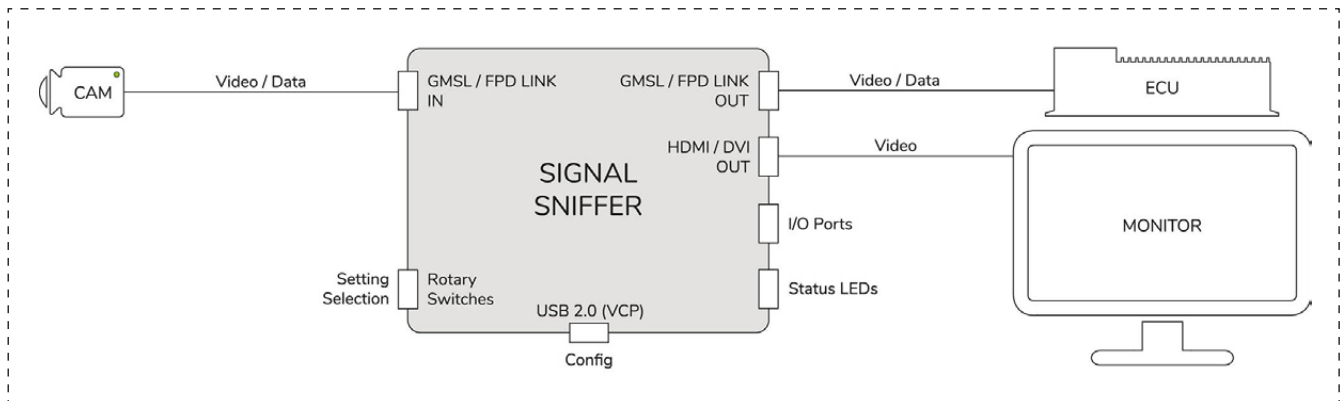 CAM
Video / Data
GMSL / FPD LINK
IN
GMSL / FPD LINK
OUT
Video / Data
ECU
HDMI / DVI
OUT
Video
SIGNAL
SNIFFER
I/O Ports
MONITOR
Setting
Selection
Rotary
Switches
Status LEDs
USB 2.0 (VCP)
Config